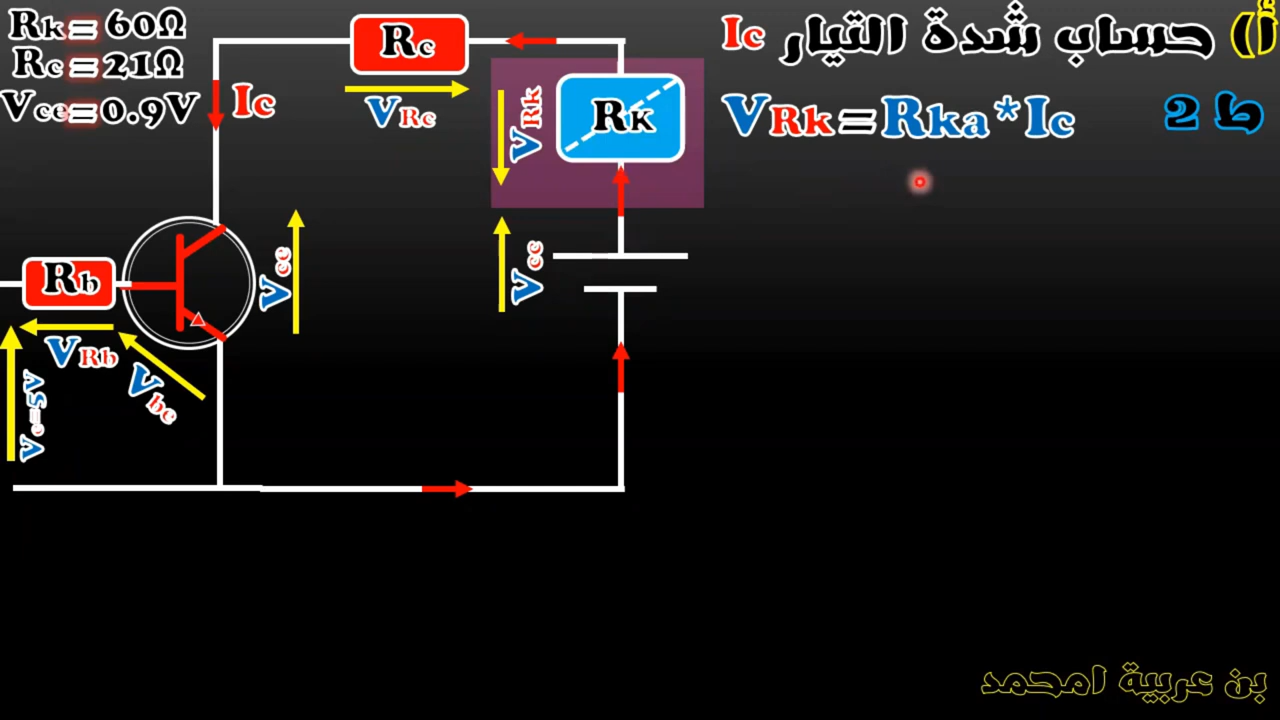 Rk=60Ω
Rc=21Ω
Vce=0.9V
أ) حساب شدة التيار Ic
ط 2
VRk=Rka*Ic
Rc
VRc
Ic
VRk
RK
Vcc
Vce
Rb
VRb
Vbe
Ve=5V
بن عربية امحمد